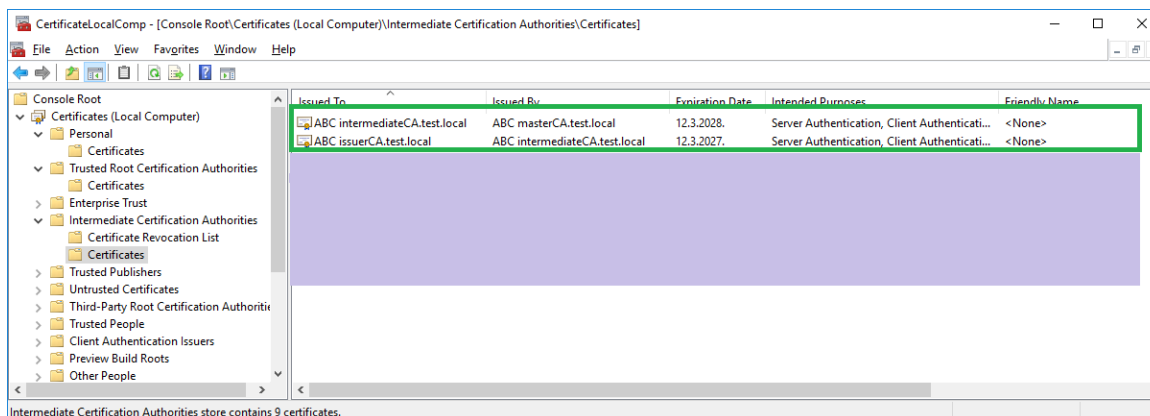 CertificateLocalComp - [Console Root\Certificates (Local Computer)\Intermediate Certification Authorities\Certificates]
File Action View Favorites Window Help
Console Root
Certificates (Local Computer)
Personal
Certificates
Trusted Root Certification Authorities
Certificates
Enterprise Trust
Intermediate Certification Authorities
Certificate Revocation List
Certificates
Trusted Publishers
Untrusted Certificates
Third-Party Root Certification Authoritie
Trusted People
Client Authentication Issuers
Preview Build Roots
Other People
Issued To Issued By Expiration Date Intended Purposes Friendly Name
ABC intermediateCA.test.local ABC masterCA.test.local 12.3.2028. Server Authentication, Client Authenticati... <None>
ABC issuerCA.test.local ABC intermediateCA.test.local 12.3.2027. Server Authentication, Client Authenticati... <None>
Intermediate Certification Authorities store contains 9 certificates.